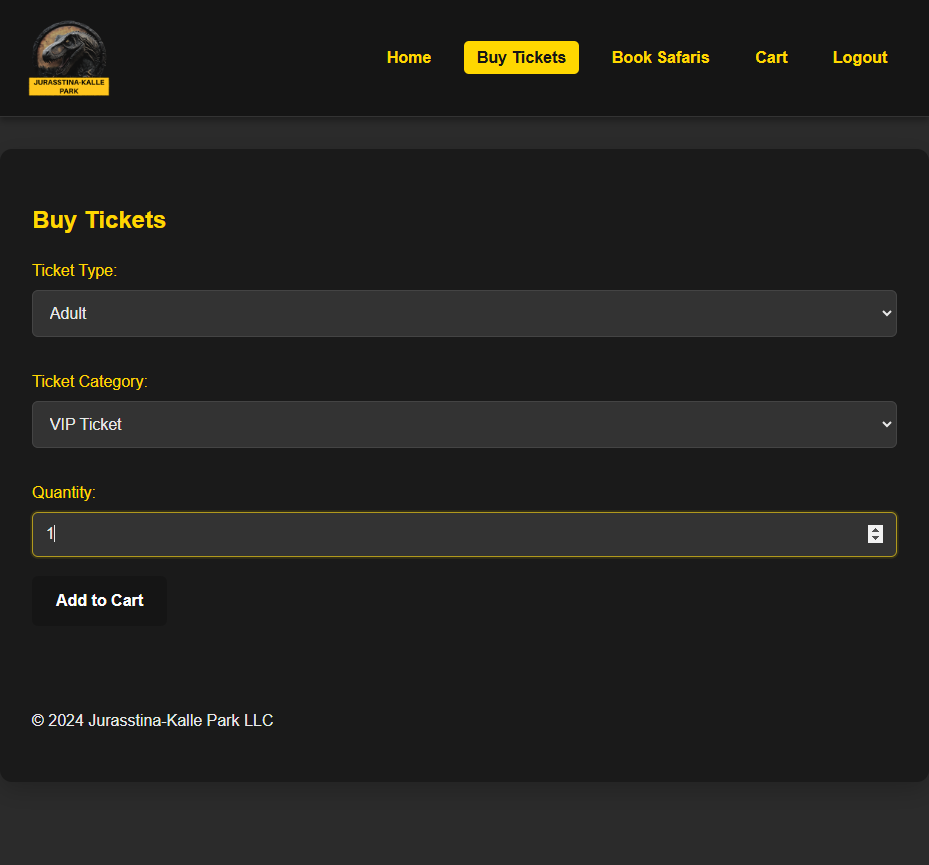 JURASSTINA-KALLE
PARK
Home
Buy Tickets
Book Safaris
Cart
Logout
Buy Tickets
Ticket Type:
Adult
Ticket Category:
VIP Ticket
Quantity:
1
Add to Cart
© 2024 Jurasstina-Kalle Park LLC